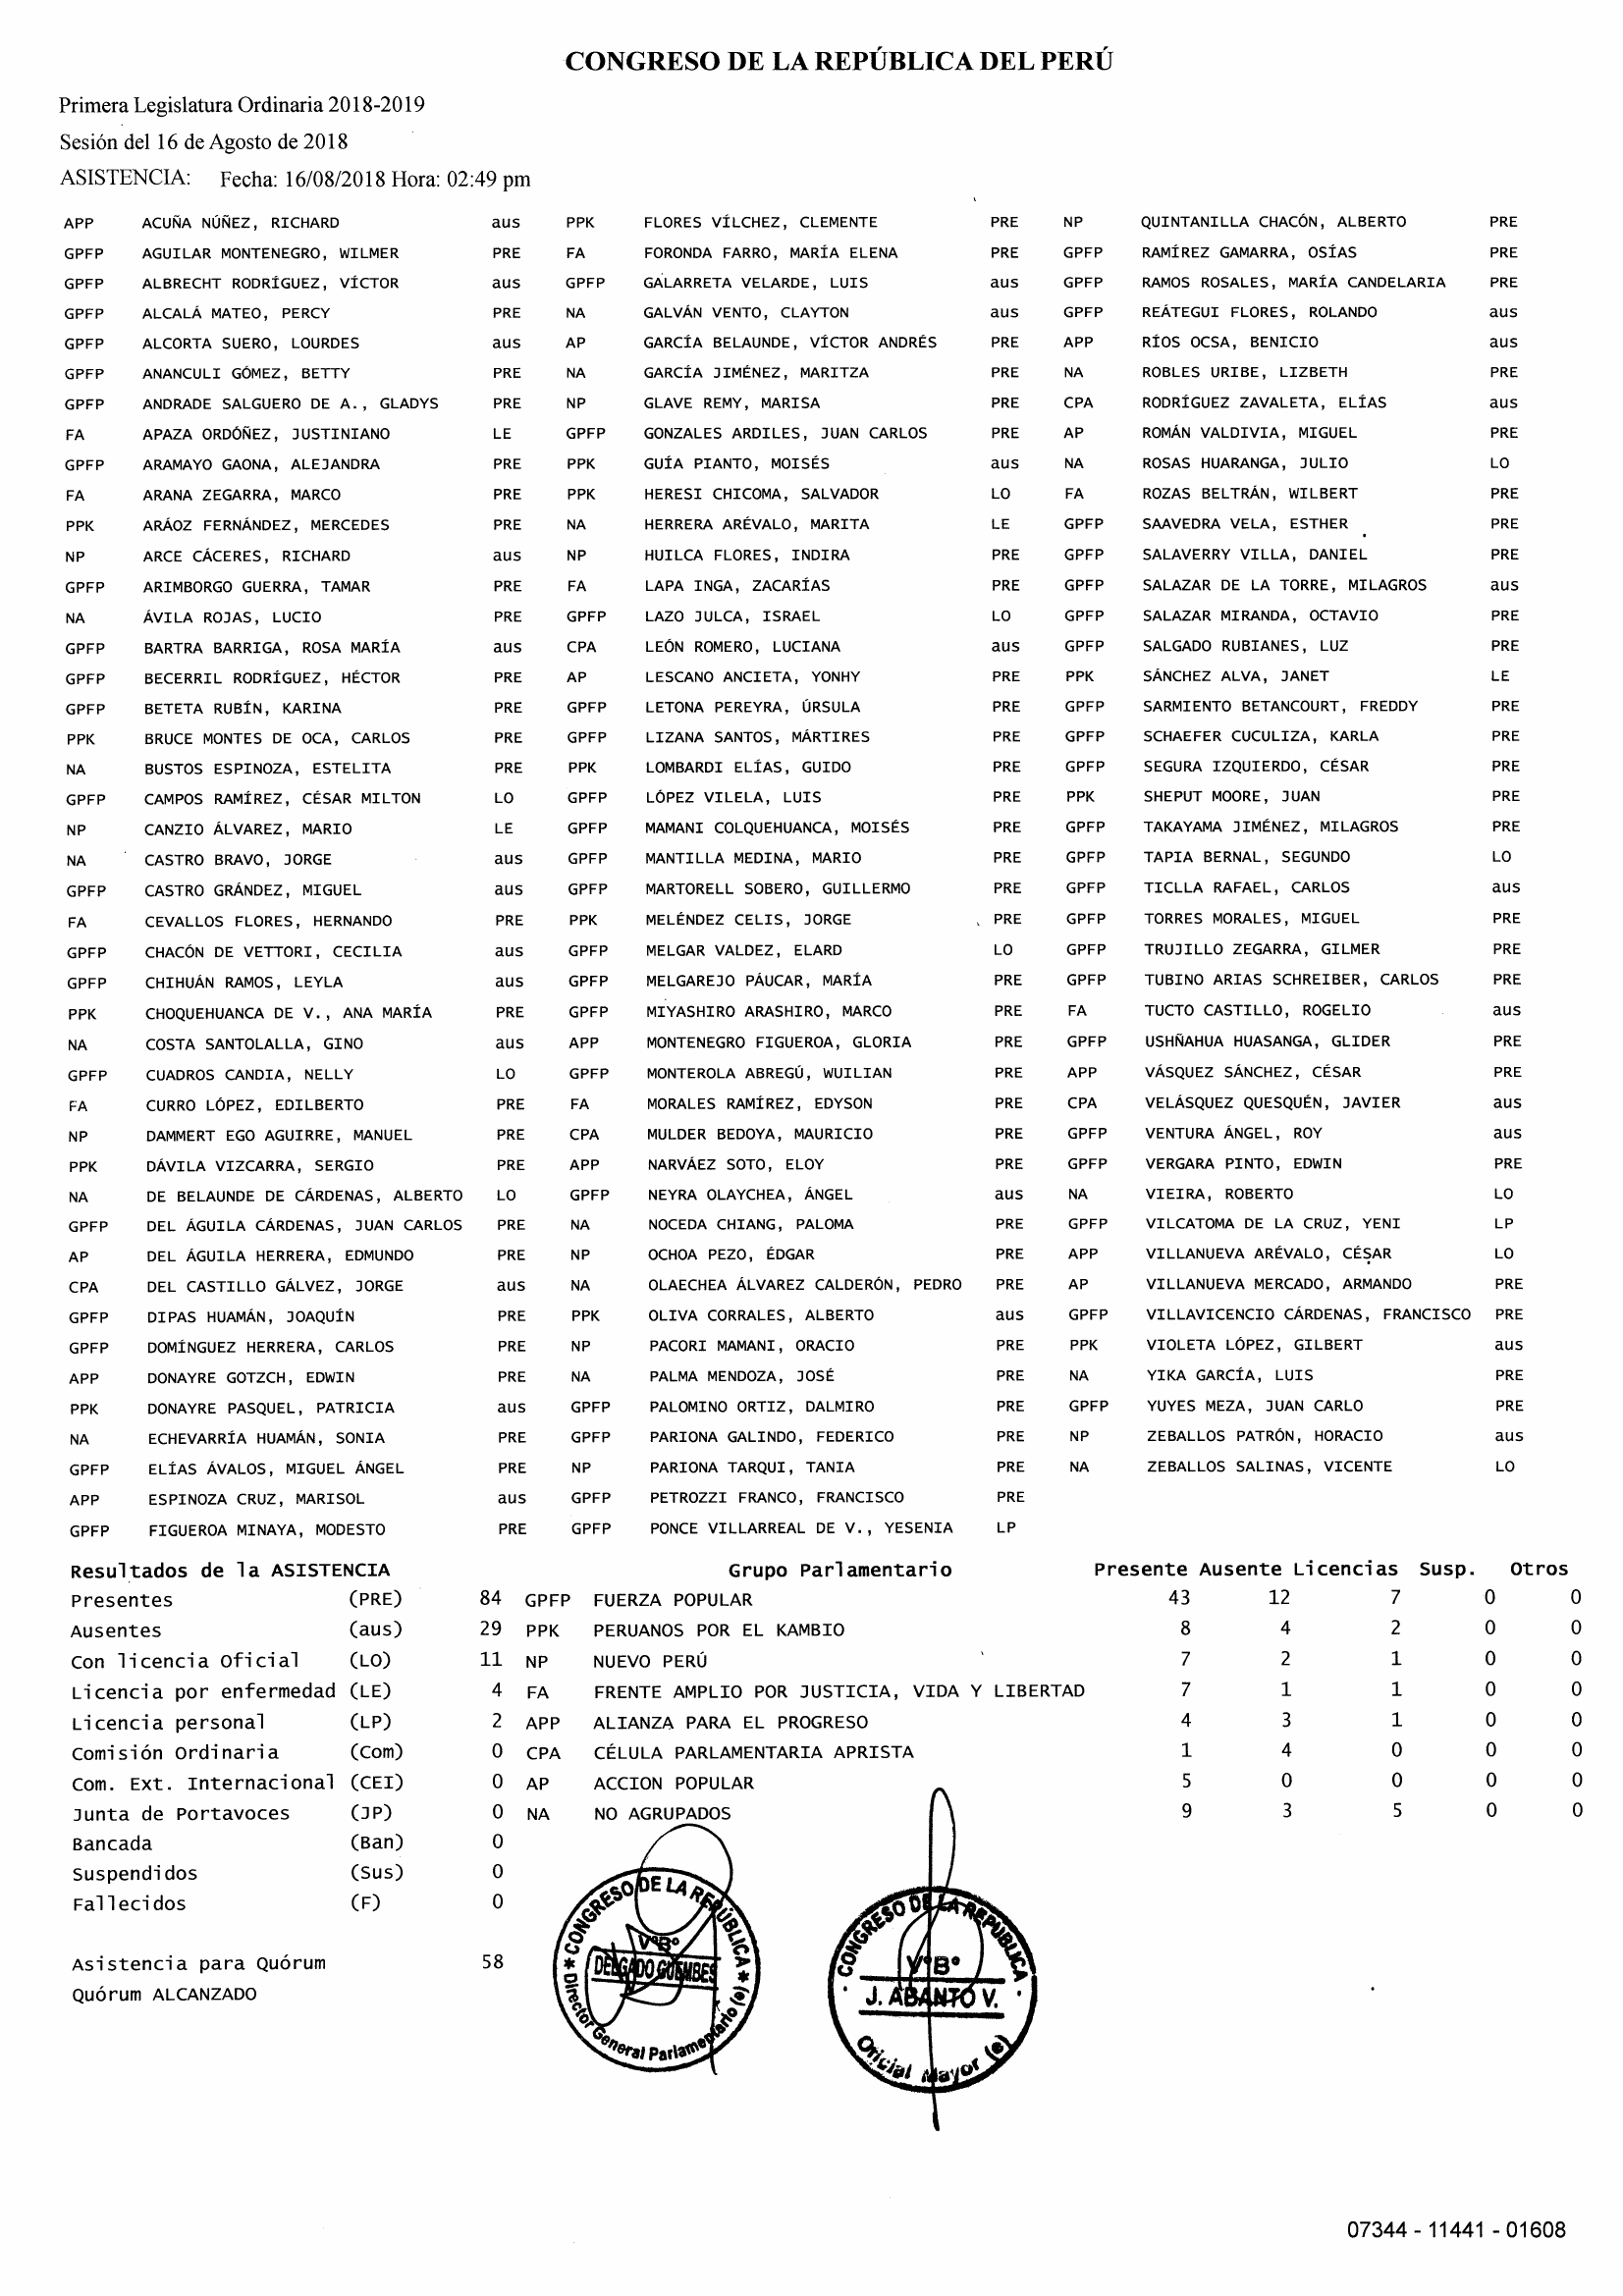 CONGRESO DE LA REPÚBLICA DEL PERÚ
Primera Legislatura Ordinaria 2018-2019
Sesión del 16 de Agosto de 2018
ASISTENCIA: Fecha: 16/08/2018 Hora: 02:49 pm
APP ACUÑA NÚÑEZ, RICHARD aus PPK FLORES VÍLCHEZ, CLEMENTE PRE NP QUINTANILLA CHACÓN, ALBERTO PRE
GPFP AGUILAR MONTENEGRO, WILMER PRE FA FORONDA FARRO, MARÍA ELENA PRE GPFP RAMÍREZ GAMARRA, OSÍAS PRE
GPFP ALBRECHT RODRÍGUEZ, VÍCTOR aus GPFP GALARRETA VELARDE, LUIS aus GPFP RAMOS ROSALES, MARÍA CANDELARIA PRE
GPFP ALCALÁ MATEO, PERCY PRE NA GALVÁN VENTO, CLAYTON aus GPFP REÁTEGUI FLORES, ROLANDO aus
GPFP ALCORTA SUERO, LOURDES aus AP GARCÍA BELAUNDE, VÍCTOR ANDRÉS PRE APP RÍOS OCSA, BENICIO aus
GPFP ANANCULI GÓMEZ, BETTY PRE NA GARCÍA JIMÉNEZ, MARITZA PRE NA ROBLES URIBE, LIZBETH PRE
GPFP ANDRADE SALGUERO DE A., GLADYS PRE NP GLAVE REMY, MARISA PRE CPA RODRÍGUEZ ZAVALETA, ELÍAS aus
FA APAZA ORDÓÑEZ, JUSTINIANO LE GPFP GONZALES ARDILES, JUAN CARLOS PRE AP ROMÁN VALDIVIA, MIGUEL PRE
GPFP ARAMAYO GAONA, ALEJANDRA PRE PPK GUÍA PIANTO, MOISÉS aus NA ROSAS HUARANGA, JULIO LO
FA ARANA ZEGARRA, MARCO PRE PPK HERESI CHICOMA, SALVADOR LO FA ROZAS BELTRÁN, WILBERT PRE
PPK ARÁOZ FERNÁNDEZ, MERCEDES PRE NA HERRERA ARÉVALO, MARITA LE GPFP SAAVEDRA VELA, ESTHER PRE
NP ARCE CÁCERES, RICHARD aus NP HUILCA FLORES, INDIRA PRE GPFP SALAVERRY VILLA, DANIEL PRE
GPFP ARIMBORGO GUERRA, TAMAR PRE FA LAPA INGA, ZACARÍAS PRE GPFP SALAZAR DE LA TORRE, MILAGROS aus
NA ÁVILA ROJAS, LUCIO PRE GPFP LAZO JULCA, ISRAEL LO GPFP SALAZAR MIRANDA, OCTAVIO PRE
GPFP BARTRA BARRIGA, ROSA MARÍA aus CPA LEÓN ROMERO, LUCIANA aus GPFP SALGADO RUBIANES, LUZ PRE
GPFP BECERRIL RODRÍGUEZ, HÉCTOR PRE AP LESCANO ANCIETA, YONHY PRE PPK SÁNCHEZ ALVA, JANET LE
GPFP BETETA RUBÍN, KARINA PRE GPFP LETONA PEREYRA, ÚRSULA PRE GPFP SARMIENTO BETANCOURT, FREDDY PRE
PPK BRUCE MONTES DE OCA, CARLOS PRE GPFP LIZANA SANTOS, MÁRTIRES PRE GPFP SCHAEFER CUCULIZA, KARLA PRE
NA BUSTOS ESPINOZA, ESTELITA PRE PPK LOMBARDI ELÍAS, GUIDO PRE GPFP SEGURA IZQUIERDO, CÉSAR PRE
GPFP CAMPOS RAMÍREZ, CÉSAR MILTON LO GPFP LÓPEZ VILELA, LUIS PRE PPK SHEPUT MOORE, JUAN PRE
NP CANZIO ÁLVAREZ, MARIO LE GPFP MAMANI COLQUEHUANCA, MOISÉS PRE GPFP TAKAYAMA JIMÉNEZ, MILAGROS PRE
NA CASTRO BRAVO, JORGE aus GPFP MANTILLA MEDINA, MARIO PRE GPFP TAPIA BERNAL, SEGUNDO LO
GPFP CASTRO GRÁNDEZ, MIGUEL aus GPFP MARTORELL SOBERO, GUILLERMO PRE GPFP TICLLA RAFAEL, CARLOS aus
FA CEVALLOS FLORES, HERNANDO PRE PPK MELÉNDEZ CELIS, JORGE PRE GPFP TORRES MORALES, MIGUEL PRE
GPFP CHACÓN DE VETTORI, CECILIA aus GPFP MELGAR VALDEZ, ELARD LO GPFP TRUJILLO ZEGARRA, GILMER PRE
GPFP CHIHUÁN RAMOS, LEYLA aus GPFP MELGAREJO PÁUCAR, MARÍA PRE GPFP TUBINO ARIAS SCHREIBER, CARLOS PRE
PPK CHOQUEHUANCA DE V., ANA MARÍA PRE GPFP MIYASHIRO ARASHIRO, MARCO PRE FA TUCTO CASTILLO, ROGELIO aus
NA COSTA SANTOLALLA, GINO aus APP MONTENEGRO FIGUEROA, GLORIA PRE GPFP USHÑAHUA HUASANGA, GLIDER PRE
GPFP CUADROS CANDIA, NELLY LO GPFP MONTEROLA ABREGÚ, WUILIAN PRE APP VÁSQUEZ SÁNCHEZ, CÉSAR PRE
FA CURRO LÓPEZ, EDILBERTO PRE FA MORALES RAMÍREZ, EDYSON PRE CPA VELÁSQUEZ QUESQUÉN, JAVIER aus
NP DAMMERT EGO AGUIRRE, MANUEL PRE CPA MULDER BEDOYA, MAURICIO PRE GPFP VENTURA ÁNGEL, ROY aus
PPK DÁVILA VIZCARRA, SERGIO PRE APP NARVÁEZ SOTO, ELOY PRE GPFP VERGARA PINTO, EDWIN PRE
NA DE BELAUNDE DE CÁRDENAS, ALBERTO LO GPFP NEYRA OLAYCHEA, ÁNGEL aus NA VIEIRA, ROBERTO LO
GPFP DEL ÁGUILA CÁRDENAS, JUAN CARLOS PRE NA NOCEDA CHIANG, PALOMA PRE GPFP VILCATOMA DE LA CRUZ, YENI LP
AP DEL ÁGUILA HERRERA, EDMUNDO PRE NP OCHOA PEZO, ÉDGAR PRE APP VILLANUEVA ARÉVALO, CÉSAR LO
CPA DEL CASTILLO GÁLVEZ, JORGE aus NA OLAECHEA ÁLVAREZ CALDERÓN, PEDRO PRE AP VILLANUEVA MERCADO, ARMANDO PRE
GPFP DIPAS HUAMÁN, JOAQUÍN PRE PPK OLIVA CORRALES, ALBERTO aus GPFP VILLAVICENCIO CÁRDENAS, FRANCISCO PRE
GPFP DOMÍNGUEZ HERRERA, CARLOS PRE NP PACORI MAMANI, ORACIO PRE PPK VIOLETA LÓPEZ, GILBERT aus
APP DONAYRE GOTZCH, EDWIN PRE NA PALMA MENDOZA, JOSÉ PRE NA YIKA GARCÍA, LUIS PRE
PPK DONAYRE PASQUEL, PATRICIA aus GPFP PALOMINO ORTIZ, DALMIRO PRE GPFP YUYES MEZA, JUAN CARLO PRE
NA ECHEVARRÍA HUAMÁN, SONIA PRE GPFP PARIONA GALINDO, FEDERICO PRE NP ZEBALLOS PATRÓN, HORACIO aus
GPFP ELÍAS ÁVALOS, MIGUEL ÁNGEL PRE NP PARIONA TARQUI, TANIA PRE NA ZEBALLOS SALINAS, VICENTE LO
APP ESPINOZA CRUZ, MARISOL aus GPFP PETROZZI FRANCO, FRANCISCO PRE
GPFP FIGUEROA MINAYA, MODESTO PRE GPFP PONCE VILLARREAL DE V., YESENIA LP
Resultados de la ASISTENCIA Grupo Parlamentario Presente Ausente Licencias Susp. Otros
Presentes (PRE) 84 GPFP FUERZA POPULAR 43 12 7 0 0
Ausentes (aus) 29 PPK PERUANOS POR EL KAMBIO 8 4 2 0 0
Con licencia Oficial (LO) 11 NP NUEVO PERÚ 7 2 1 0 0
Licencia por enfermedad (LE) 4 FA FRENTE AMPLIO POR JUSTICIA, VIDA Y LIBERTAD 7 1 1 0 0
Licencia personal (LP) 2 APP ALIANZA PARA EL PROGRESO 4 3 1 0 0
Comisión Ordinaria (Com) 0 CPA CÉLULA PARLAMENTARIA APRISTA 1 4 0 0 0
Com. Ext. Internacional (CEI) 0 AP ACCION POPULAR 5 0 0 0 0
Junta de Portavoces (JP) 0 NA NO AGRUPADOS 9 3 5 0 0
Bancada (Ban) 0
Suspendidos (Sus) 0
Fallecidos (F) 0
Asistencia para Quórum 58
Quórum ALCANZADO
* CONGRESO DE LA REPÚBLICA *
V°B°
DELGADO GUEMBES
Director General Parlamentario (e)
CONGRESO DE LA REPUBLICA
V°B°
J. ABANTO V.
Oficial Mayor (e)
07344 - 11441 - 01608